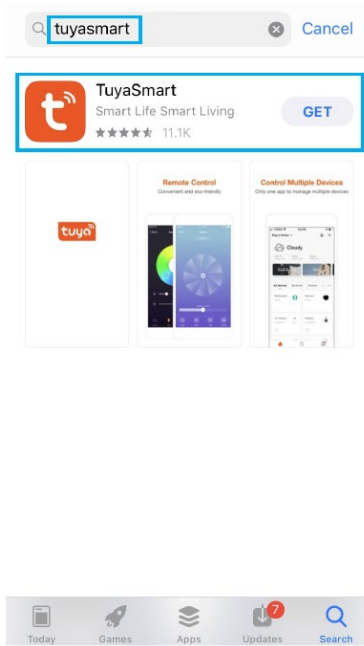 tuyasmart
Cancel
TuyaSmart
Smart Life Smart Living
GET
11.1K
tuya
Remote Control
Convenient and eco-friendly
Control Multiple Devices
Only one app to manage multiple devices
Cloudy
7
Today
Games
Apps
Updates
Search